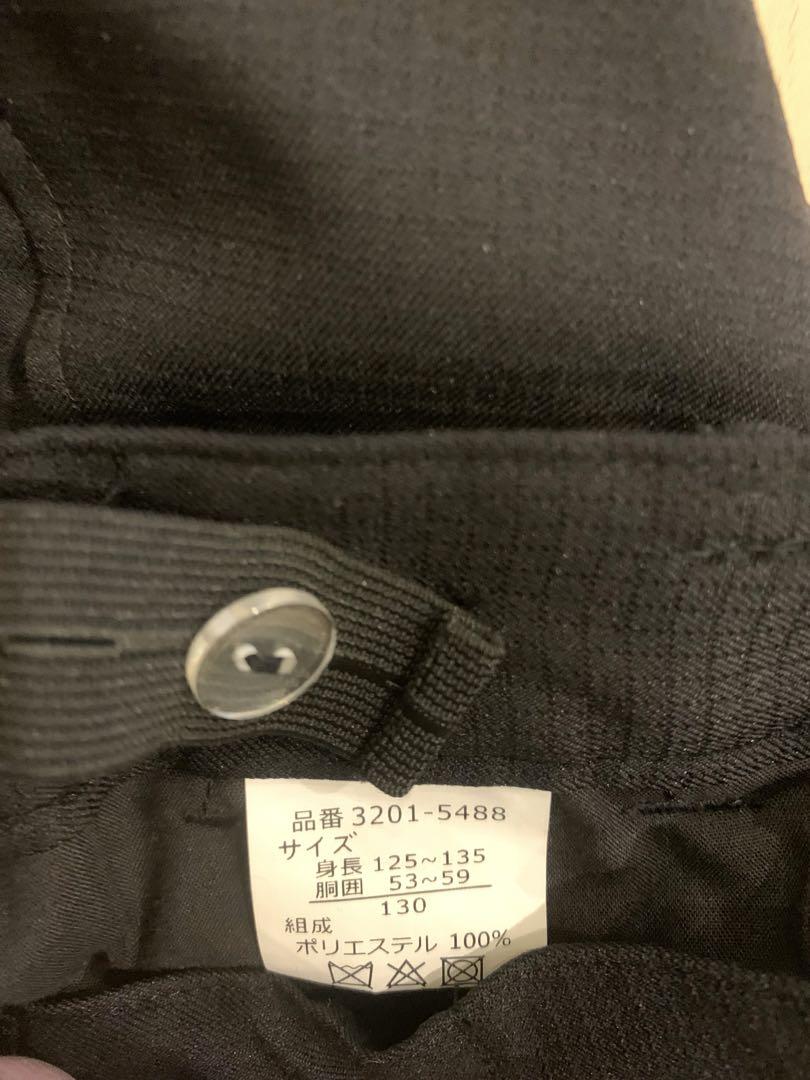 品番 3201-5488
サイズ
身長 125~135
胴囲 53~59
130
組成
ポリエステル 100%